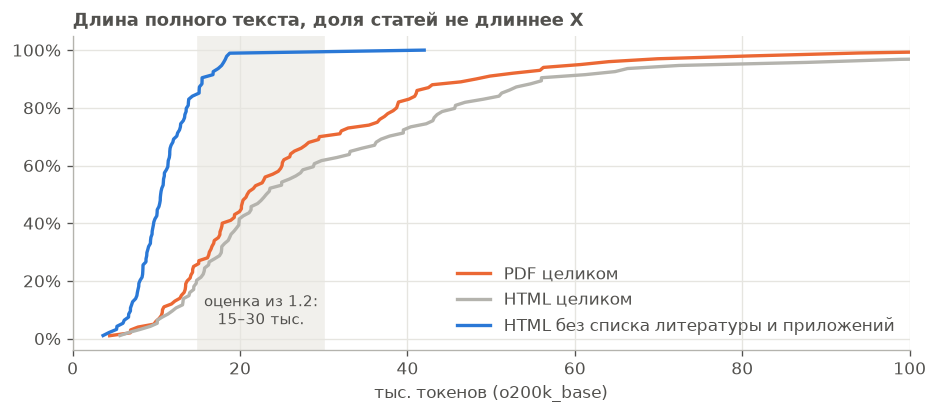 Длина полного текста, доля статей не длиннее X
100%
80%
60%
40%
20%
0%
оценка из 1.2:
15–30 тыс.
PDF целиком
HTML целиком
HTML без списка литературы и приложений
0 20 40 60 80 100
тыс. токенов (o200k_base)